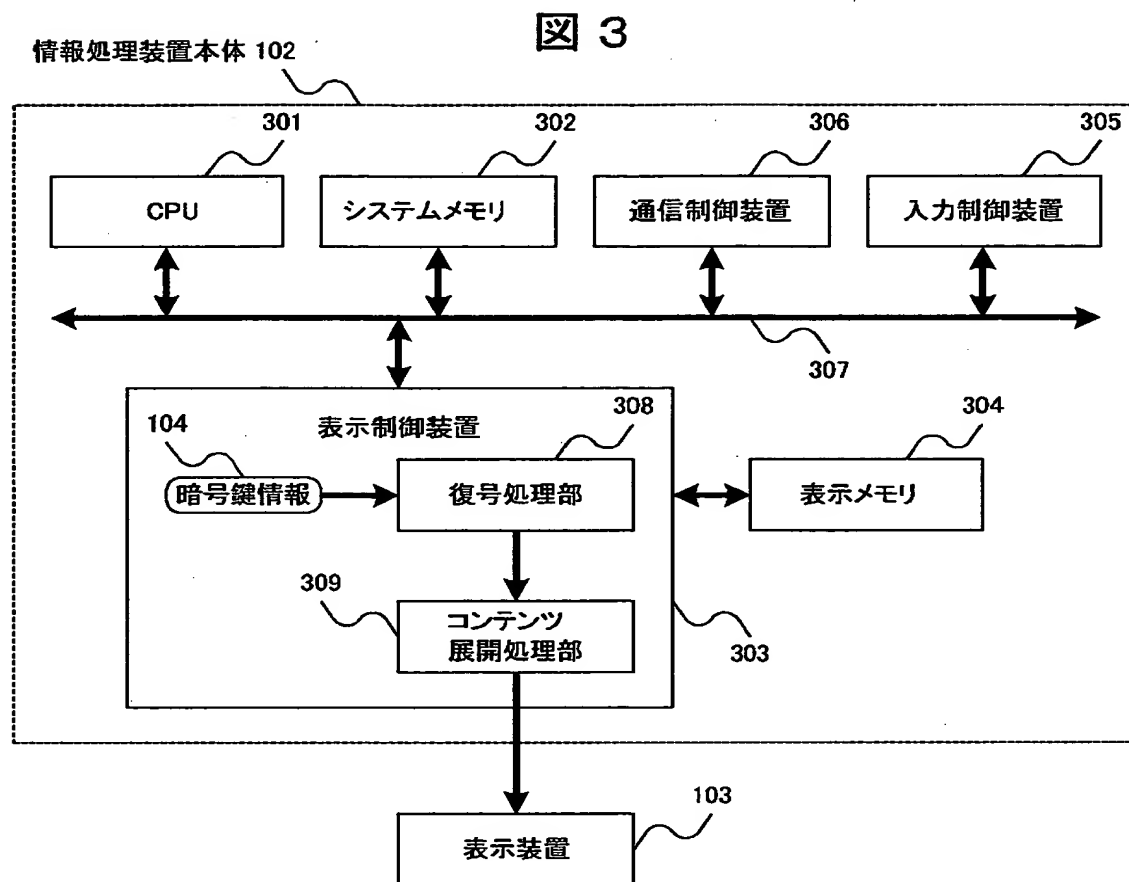 図 3
情報処理装置本体 102
301
302
306
305
CPU
システムメモリ
通信制御装置
入力制御装置
307
表示制御装置
104
308
304
暗号鍵情報
復号処理部
表示メモリ
309
コンテンツ
展開処理部
303
103
表示装置